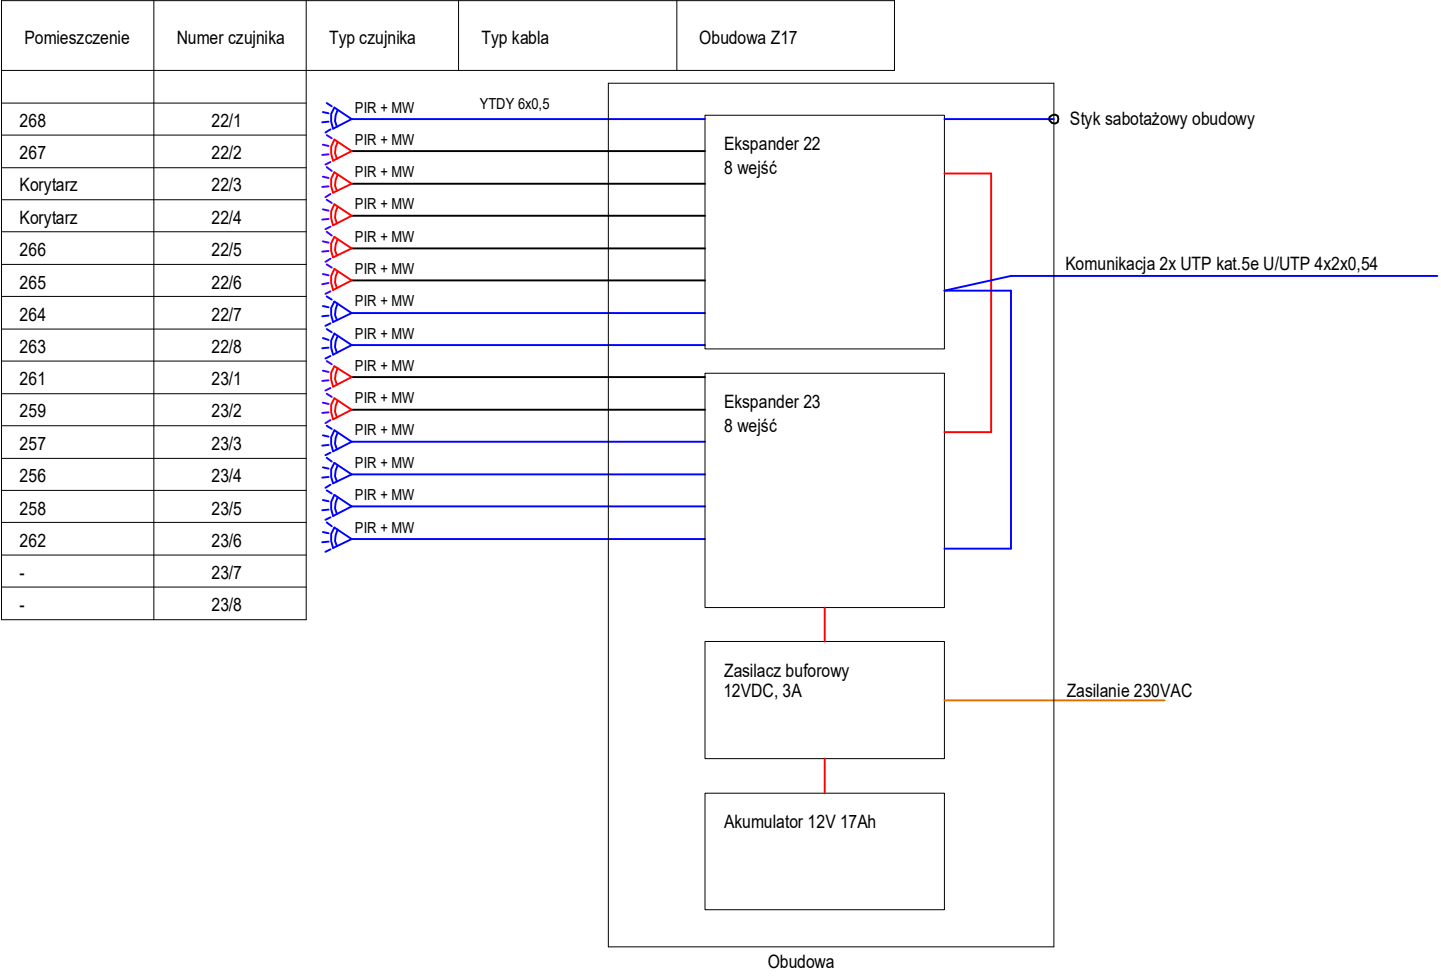 Pomieszczenie Numer czujnika Typ czujnika Typ kabla Obudowa Z17
268 22/1 PIR + MW YTDY 6x0,5
267 22/2 PIR + MW
Korytarz 22/3 PIR + MW
Korytarz 22/4 PIR + MW
266 22/5 PIR + MW
265 22/6 PIR + MW
264 22/7 PIR + MW
263 22/8 PIR + MW
261 23/1 PIR + MW
259 23/2 PIR + MW
257 23/3 PIR + MW
256 23/4 PIR + MW
258 23/5 PIR + MW
262 23/6 PIR + MW
- 23/7
- 23/8
Ekspander 22
8 wejść
Styk sabotażowy obudowy
Komunikacja 2x UTP kat.5e U/UTP 4x2x0,54
Ekspander 23
8 wejść
Zasilacz buforowy
12VDC, 3A
Zasilanie 230VAC
Akumulator 12V 17Ah
Obudowa